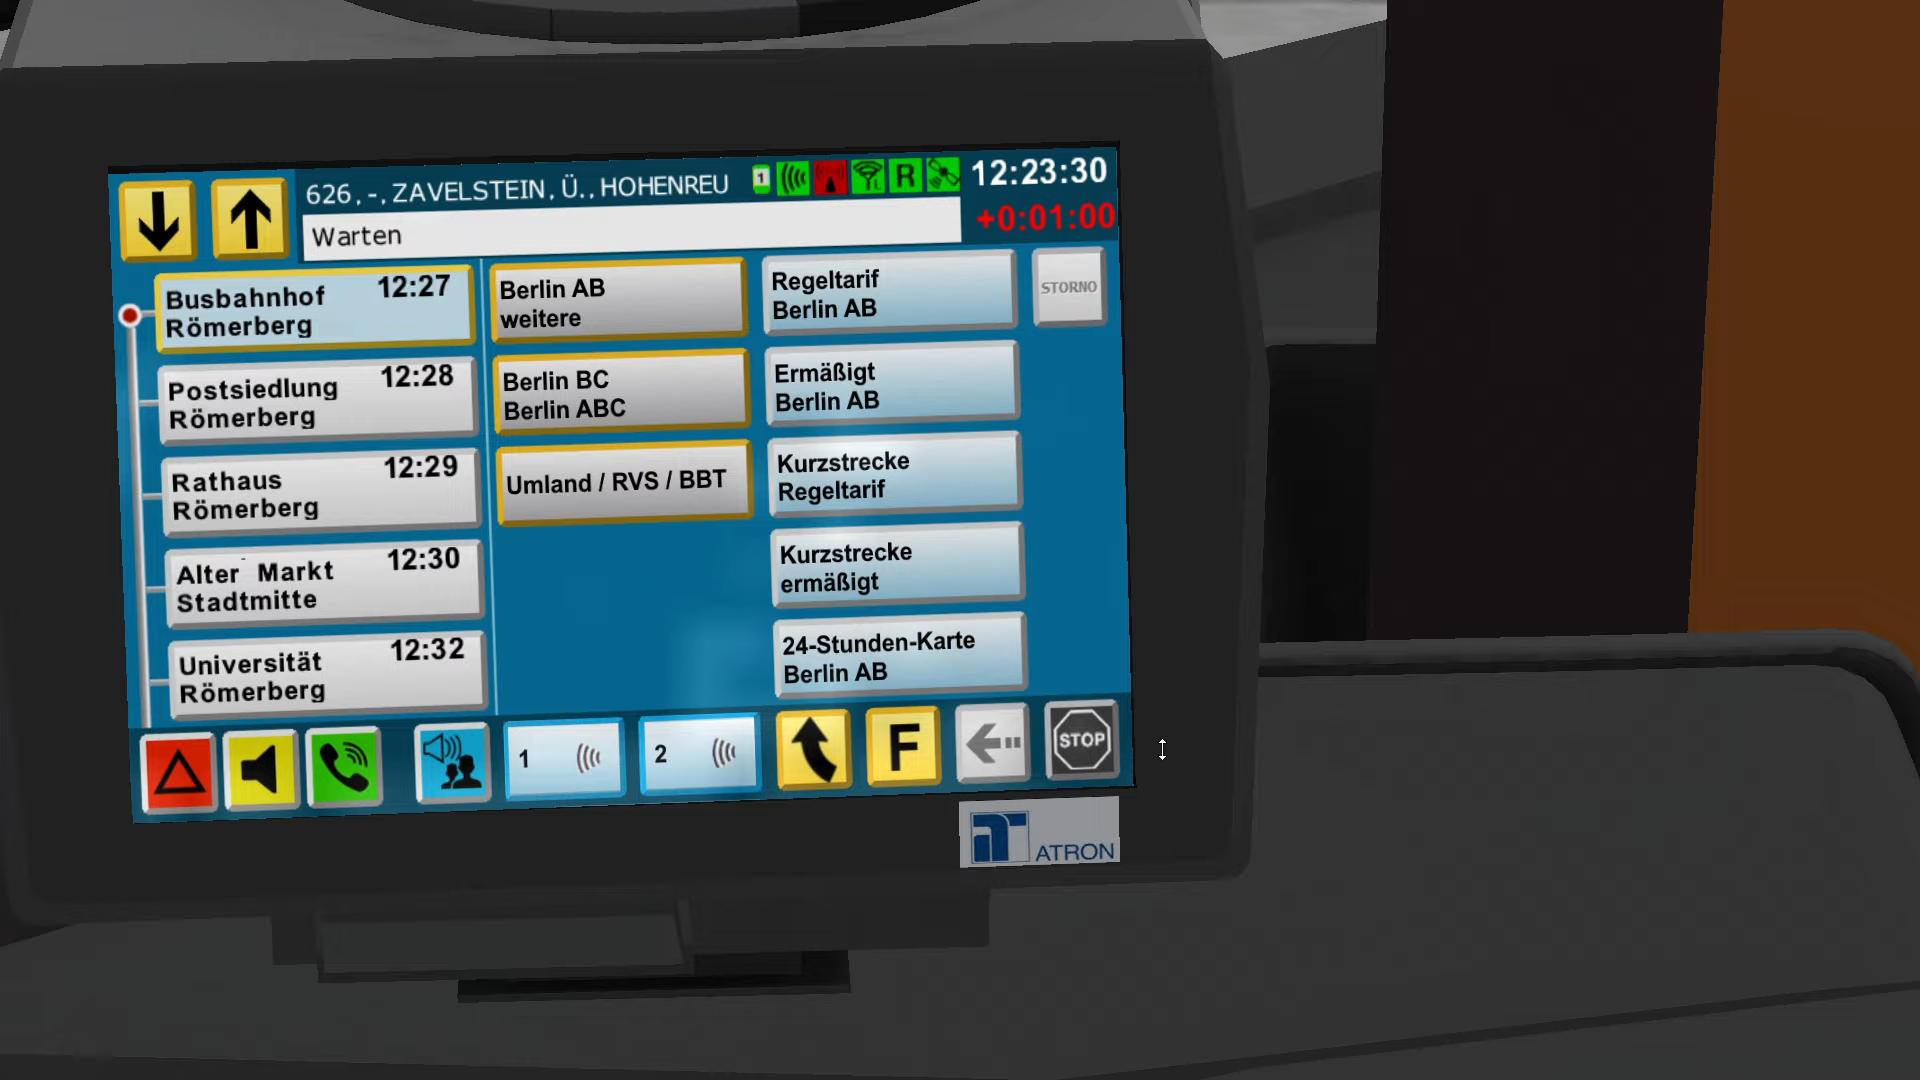 626, -, ZAVELSTEIN, Ü., HOHENREU
1
R
12:23:30
Warten
+0:01:00
Busbahnhof 12:27
Römerberg
Postsiedlung 12:28
Römerberg
Rathaus 12:29
Römerberg
Alter Markt 12:30
Stadtmitte
Universität 12:32
Römerberg
Berlin AB
weitere
Berlin BC
Berlin ABC
Umland / RVS / BBT
Regeltarif
Berlin AB
Ermäßigt
Berlin AB
Kurzstrecke
Regeltarif
Kurzstrecke
ermäßigt
24-Stunden-Karte
Berlin AB
STORNO
1
2
F
STOP
ATRON